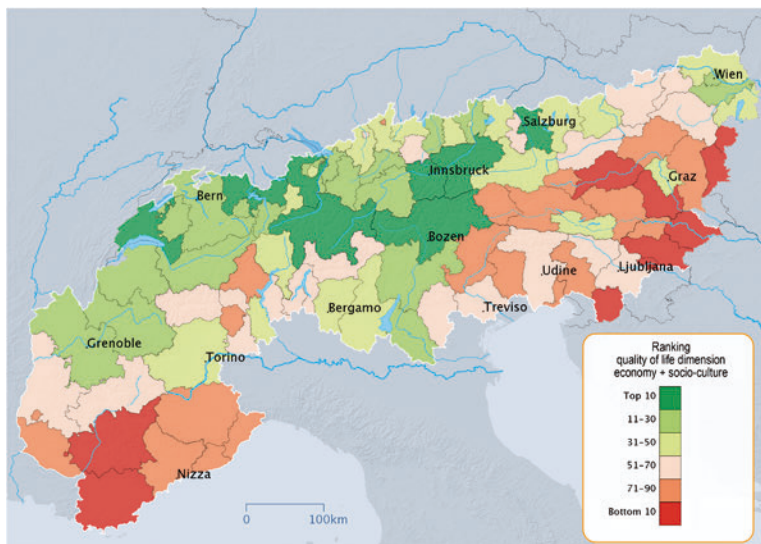 Wien
Salzburg
Innsbruck
Graz
Bern
Bozen
Ljubljana
Udine
Bergamo
Treviso
Grenoble
Torino
Nizza
0 100km
Ranking
quality of life dimension
economy + socio-culture
Top 10
11-30
31-50
51-70
71-90
Bottom 10